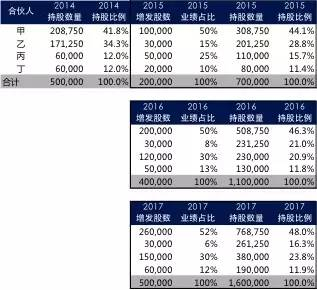 合伙人 2014 持股数量 2014 持股比例 2015 增发股数 2015 业绩占比 2015 持股数量 2015 持股比例
甲 208,750 41.8% 100,000 50% 308,750 44.1%
乙 171,250 34.3% 30,000 15% 201,250 28.8%
丙 60,000 12.0% 50,000 25% 110,000 15.7%
丁 60,000 12.0% 20,000 10% 80,000 11.4%
合计 500,000 100.0% 200,000 100% 700,000 100.0%
2016 增发股数 2016 业绩占比 2016 持股数量 2016 持股比例
200,000 50% 508,750 46.3%
30,000 8% 231,250 21.0%
120,000 30% 230,000 20.9%
50,000 13% 130,000 11.8%
400,000 100% 1,100,000 100.0%
2017 增发股数 2017 业绩占比 2017 持股数量 2017 持股比例
260,000 52% 768,750 48.0%
30,000 6% 261,250 16.3%
150,000 30% 380,000 23.8%
60,000 12% 190,000 11.9%
500,000 100% 1,600,000 100.0%